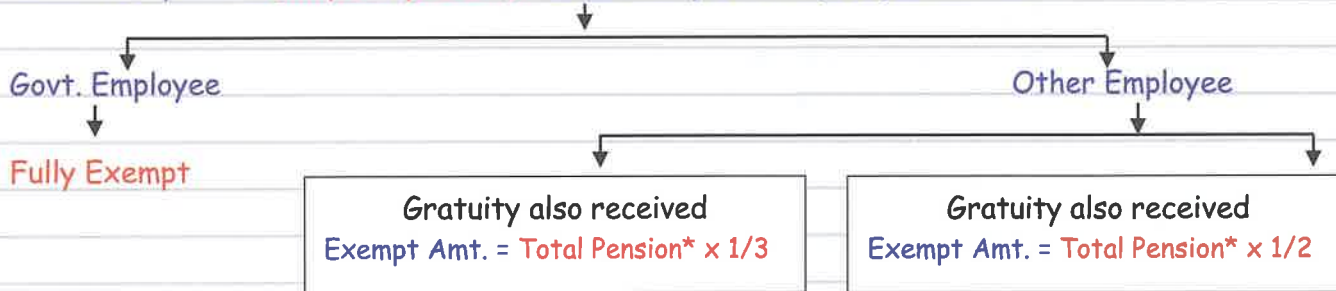 Govt. Employee
Other Employee
Fully Exempt
Gratuity also received
Exempt Amt. = Total Pension* x 1/3
Gratuity also received
Exempt Amt. = Total Pension* x 1/2